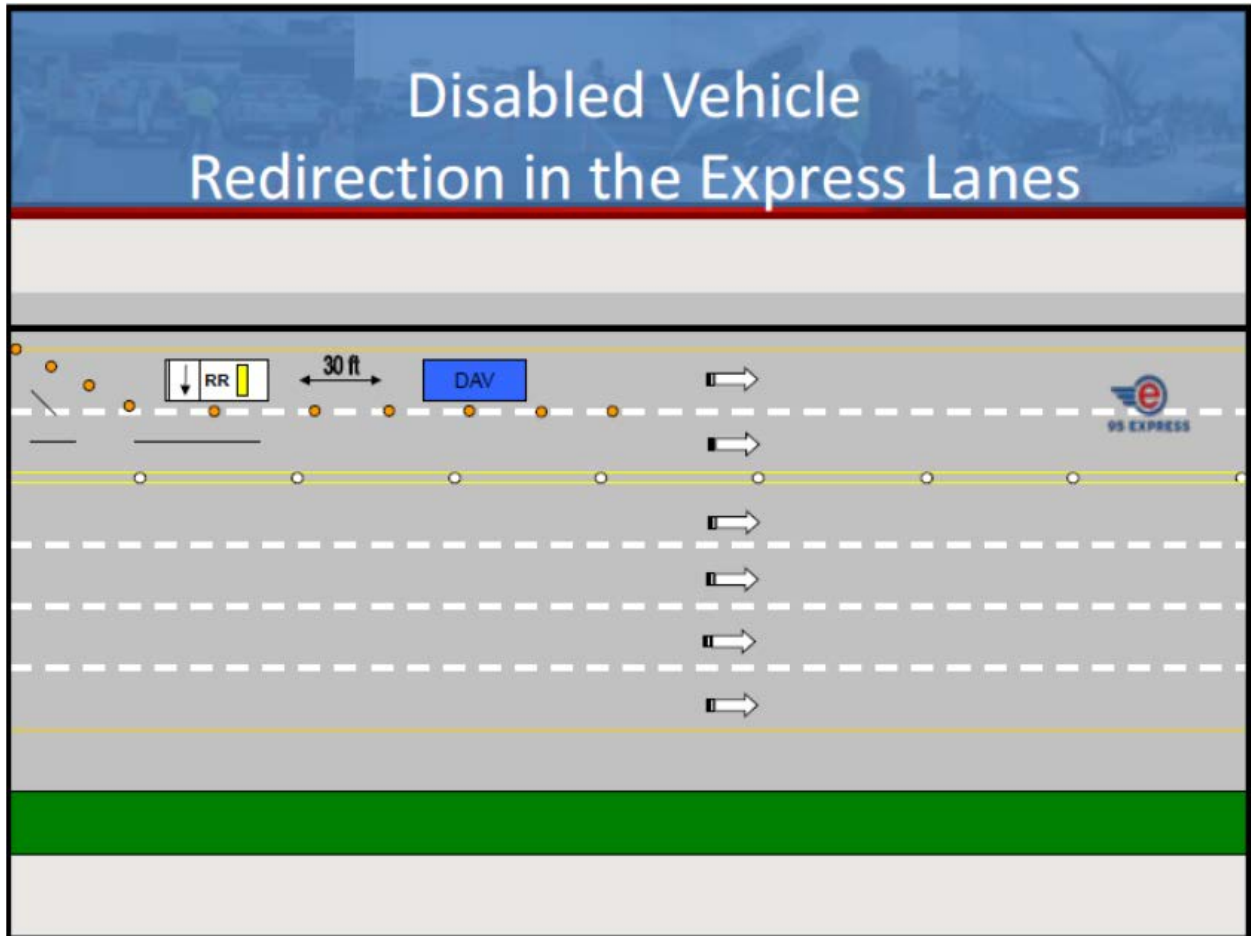 Disabled Vehicle
Redirection in the Express Lanes
RR
30 ft
DAV
e
95 EXPRESS